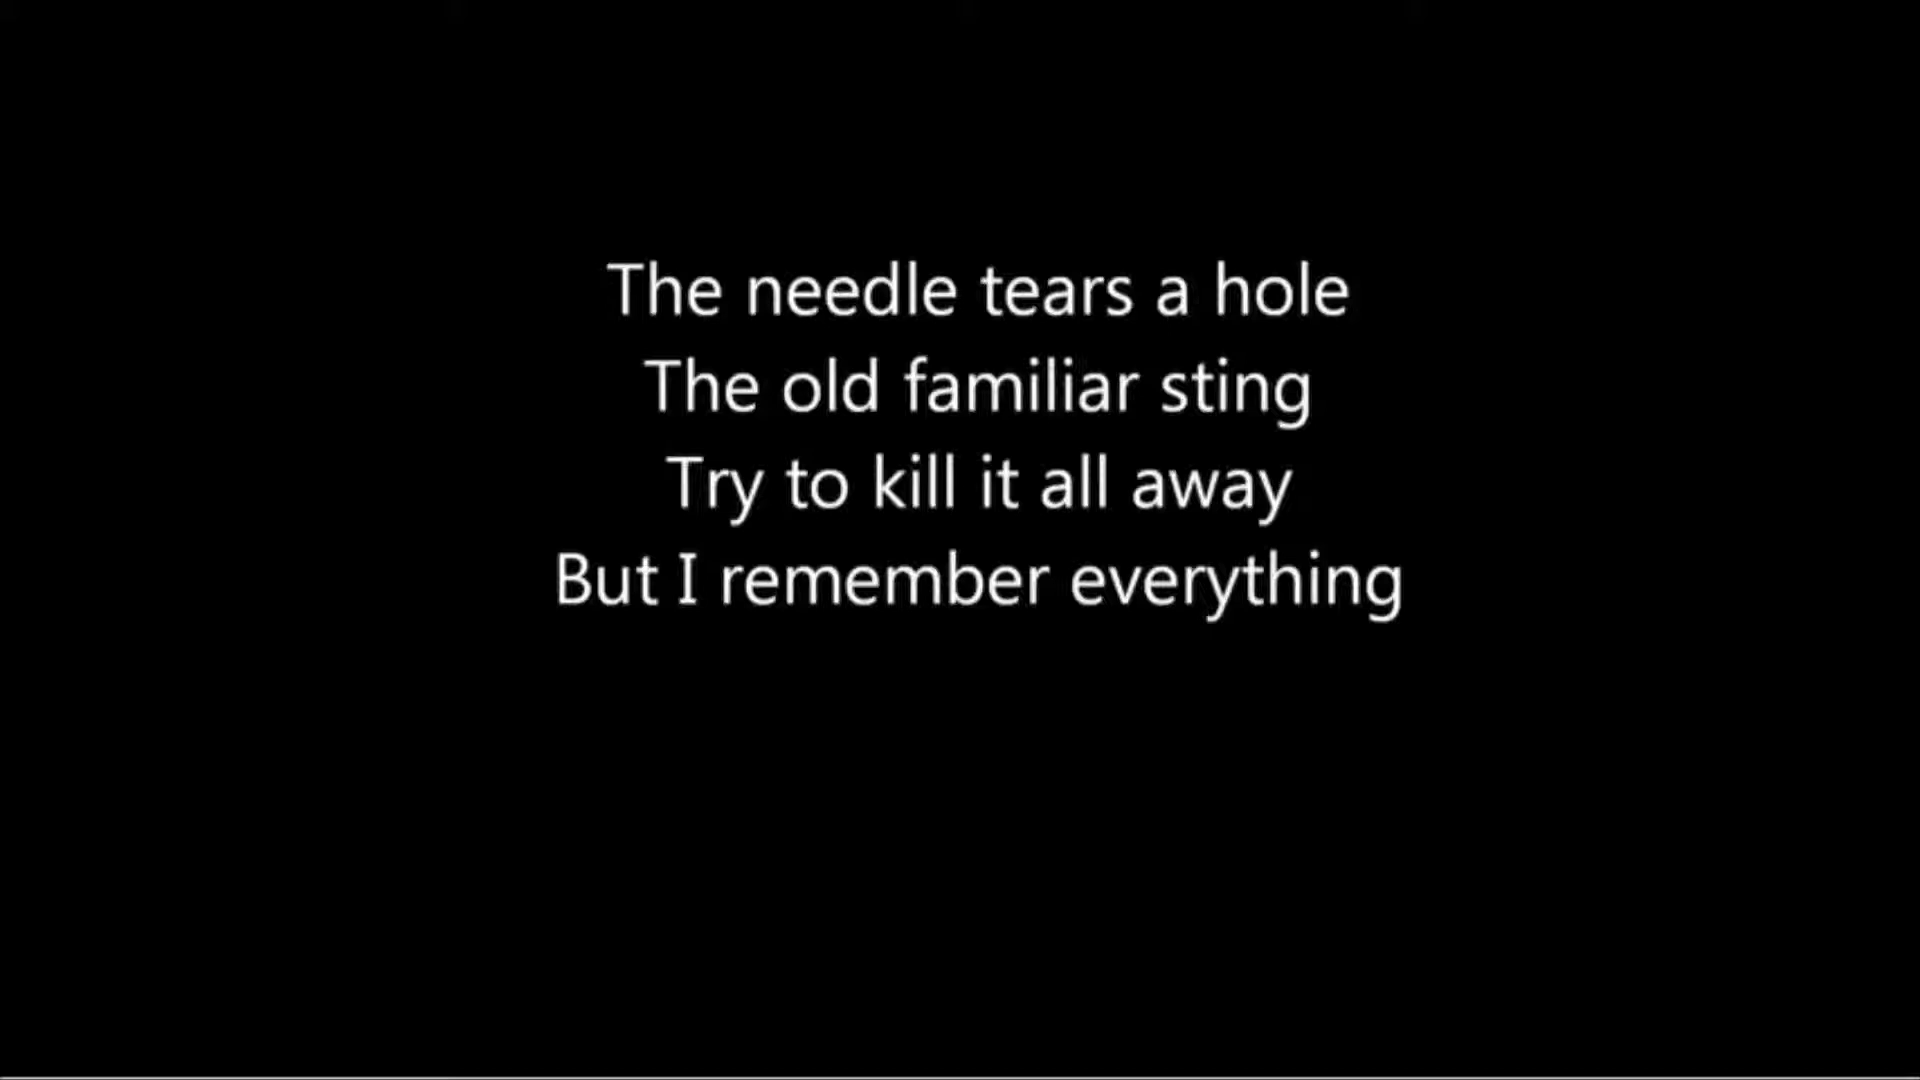 The needle tears a hole
The old familiar sting
Try to kill it all away
But I remember everything